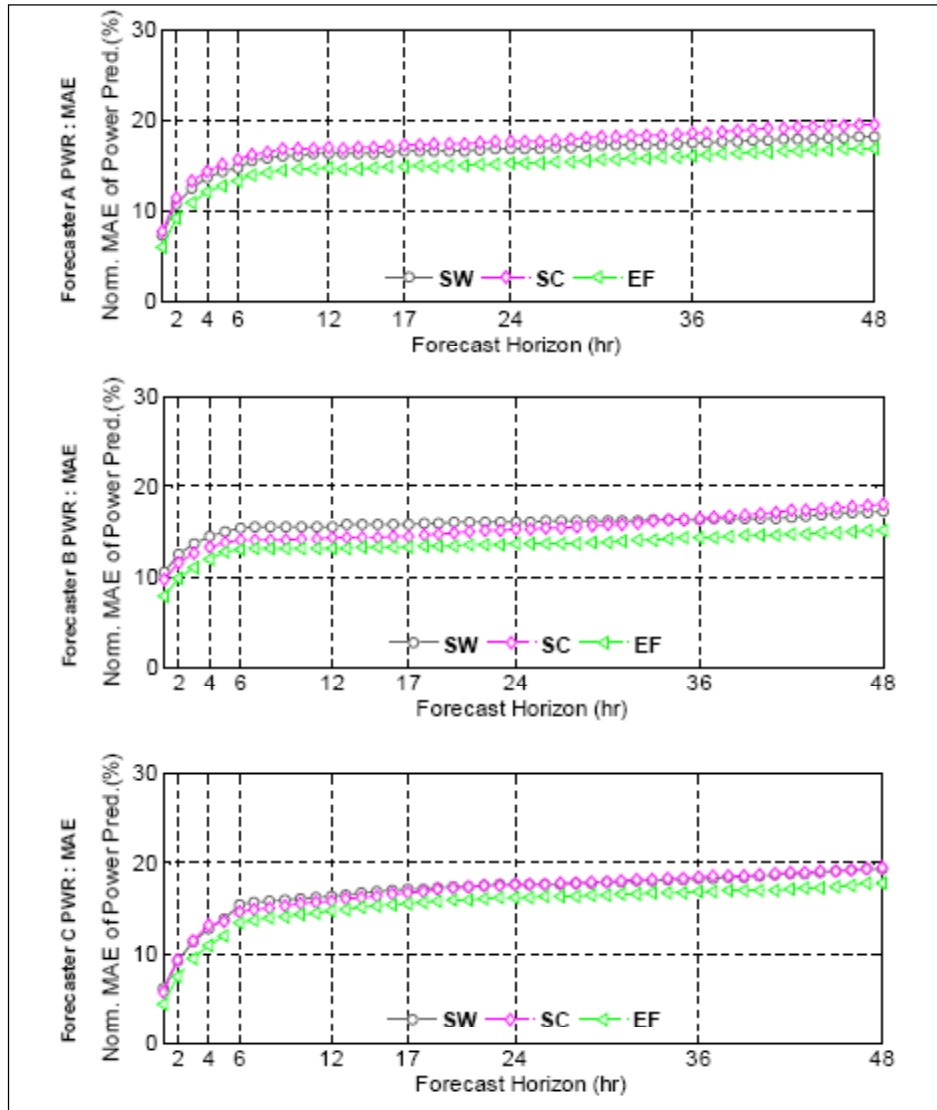 Forecaster A PWR : MAE
Norm. MAE of Power Pred.(%)
30
20
10
0
SW SC EF
2 4 6 12 17 24 36 48
Forecast Horizon (hr)
Forecaster B PWR : MAE
Norm. MAE of Power Pred.(%)
30
20
10
0
SW SC EF
2 4 6 12 17 24 36 48
Forecast Horizon (hr)
Forecaster C PWR : MAE
Norm. MAE of Power Pred.(%)
30
20
10
0
SW SC EF
2 4 6 12 17 24 36 48
Forecast Horizon (hr)